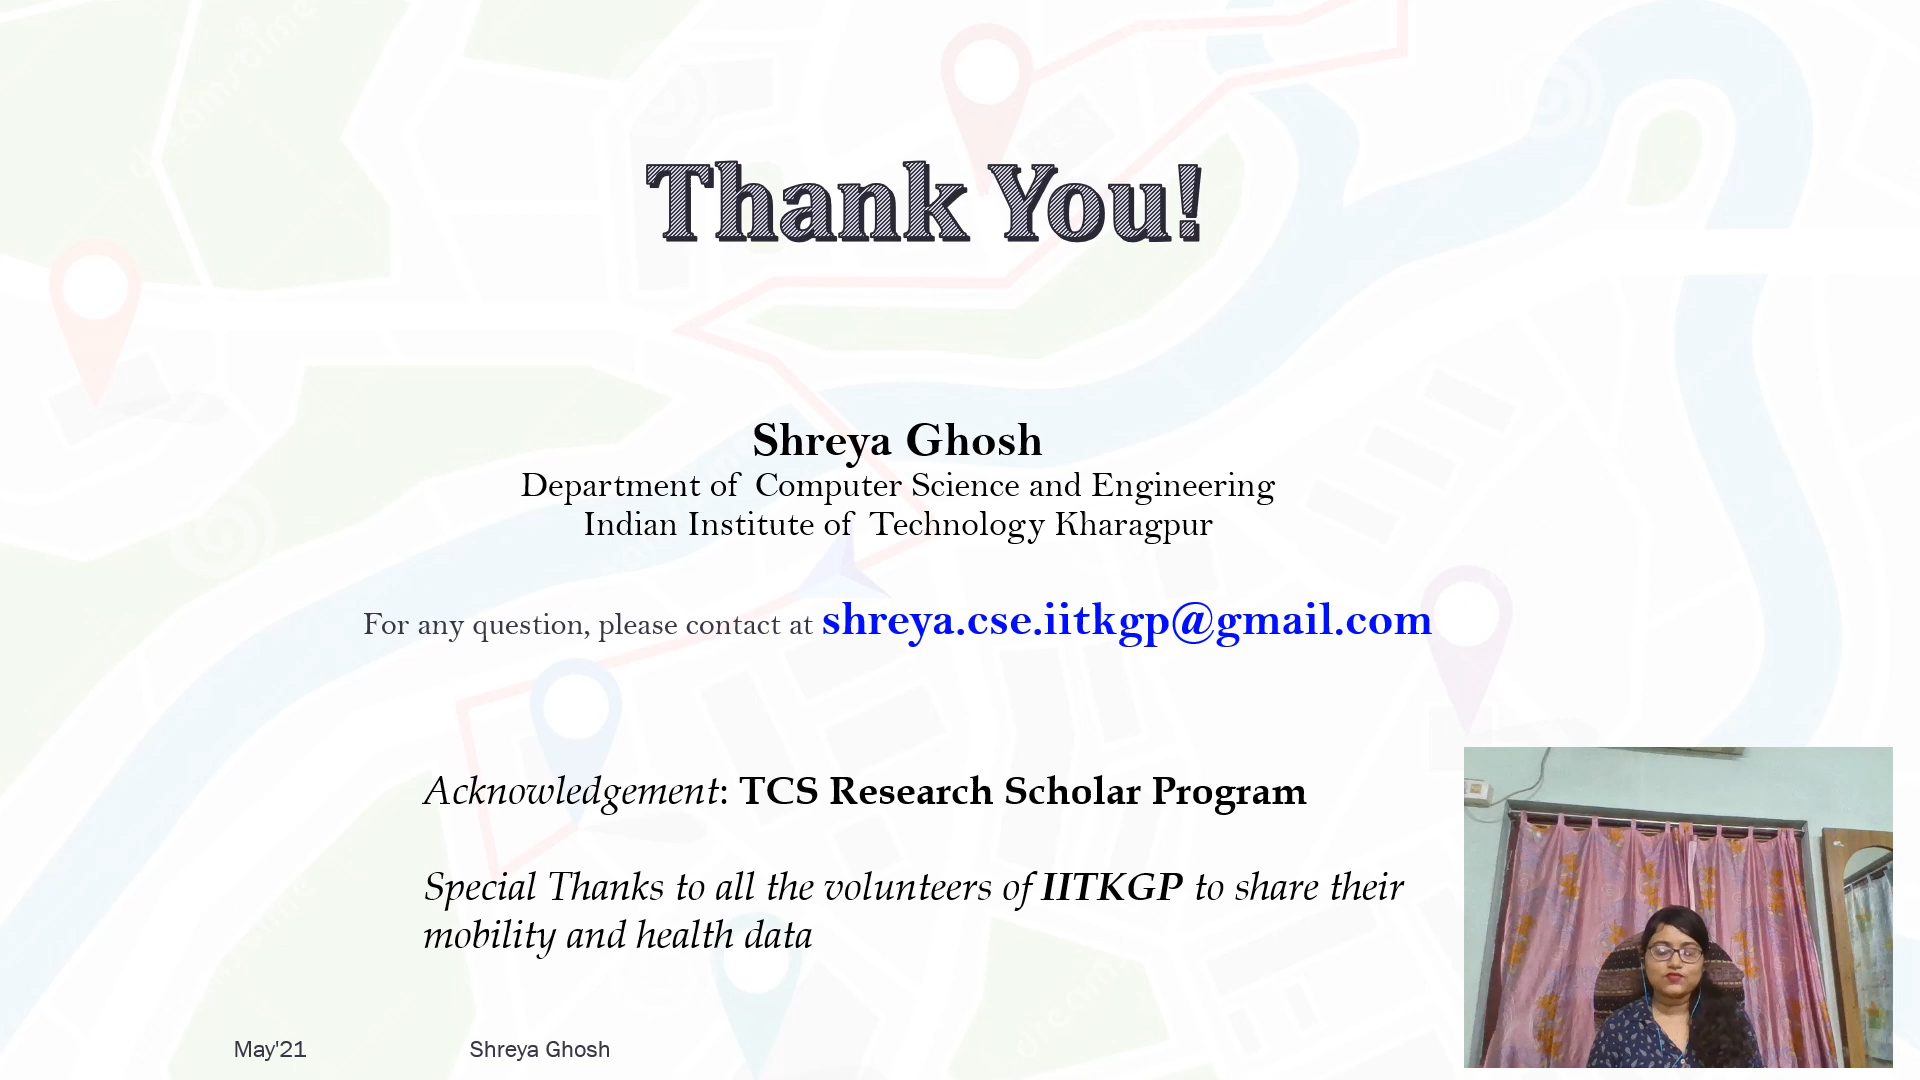 Thank You!
Shreya Ghosh
Department of Computer Science and Engineering
Indian Institute of Technology Kharagpur
For any question, please contact at shreya.cse.iitkgp@gmail.com
Acknowledgement: TCS Research Scholar Program
Special Thanks to all the volunteers of IITKGP to share their
mobility and health data
May'21
Shreya Ghosh